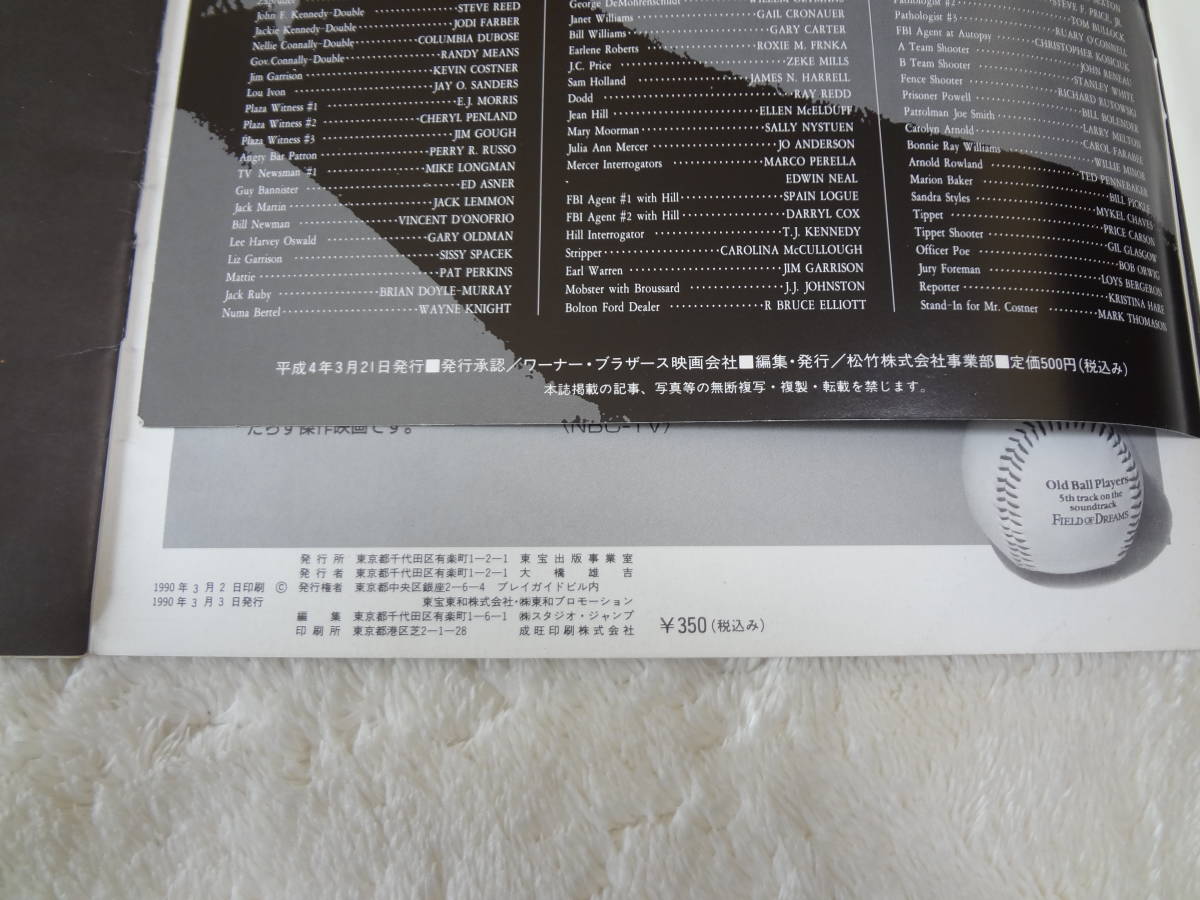 Zapruder STEVE REED
John F. Kennedy-Double JODI FARBER
Jackie Kennedy-Double COLUMBIA DUBOSE
Nellie Connally-Double RANDY MEANS
Gov. Connally-Double KEVIN COSTNER
Jim Garrison JAY O. SANDERS
Lou Ivon E.J. MORRIS
Plaza Witness #1 CHERYL PENLAND
Plaza Witness #2 JIM GOUGH
Plaza Witness #3 PERRY R. RUSSO
Angry Bar Patron MIKE LONGMAN
TV Newsman #1 ED ASNER
Guy Bannister JACK LEMMON
Jack Martin VINCENT D'ONOFRIO
Bill Newman GARY OLDMAN
Lee Harvey Oswald SISSY SPACEK
Liz Garrison PAT PERKINS
Mattie BRIAN DOYLE-MURRAY
Jack Ruby WAYNE KNIGHT
Numa Bertel
George DeMohrenschildt WILLEM OLTMANS
Janet Williams GAIL CRONAUER
Bill Williams GARY CARTER
Earlene Roberts ROXIE M. FRNKA
J.C. Price ZEKE MILLS
Sam Holland JAMES N. HARRELL
Dodd RAY REDD
Jean Hill ELLEN McELDUFF
Mary Moorman SALLY NYSTUEN
Julia Ann Mercer JO ANDERSON
Mercer Interrogators MARCO PERELLA
EDWIN NEAL
FBI Agent #1 with Hill SPAIN LOGUE
FBI Agent #2 with Hill DARRYL COX
Hill Interrogator T.J. KENNEDY
Stripper CAROLINA McCULLOUGH
Earl Warren JIM GARRISON
Mobster with Broussard J.J. JOHNSTON
Bolton Ford Dealer R BRUCE ELLIOTT
SEXTON
Pathologist #2 STEVE F. PRICE, JR.
Pathologist #3 TOM BULLOCK
FBI Agent at Autopsy RUARY O'CONNELL
A Team Shooter CHRISTOPHER KOSICIUK
B Team Shooter JOHN RENEAU
Fence Shooter STANLEY WHITE
Prisoner Powell RICHARD RUTOWSKI
Patrolman Joe Smith BILL BOLENDER
Carolyn Arnold LARRY MELTON
Bonnie Ray Williams CAROL FARABEE
Arnold Rowland WILLIE MINOR
Marion Baker TED PENNEBAKER
Sandra Styles BILL PICKLE
Tippet MYKEL CHAVES
Tippet Shooter PRICE CARSON
Officer Poe GIL GLASGOW
Jury Foreman BOB ORWIG
Reporter LOYS BERGERON
Stand-In for Mr. Costner KRISTINA HARE
MARK THOMASON
平成4年3月21日発行■発行承認／ワーナー・ブラザース映画会社■編集・発行／松竹株式会社事業部■定価500円(税込み)
本誌掲載の記事、写真等の無断複写・複製・転載を禁じます。
たらす傑作映画です。 (NBC-TV)
Old Ball Players
5th track on the
soundtrack
FIELD OF DREAMS
発行所 東京都千代田区有楽町1-2-1 東宝出版事業室
発行者 東京都千代田区有楽町1-2-1 大橋雄吉
1990年3月2日印刷 © 発行権者 東京都中央区銀座2-6-4 プレイガイドビル内
1990年3月3日発行 東宝東和株式会社・㈱東和プロモーション
編集 東京都千代田区有楽町1-6-1 ㈱スタジオ・ジャンプ
印刷所 東京都港区芝2-1-28 成旺印刷株式会社
¥350(税込み)